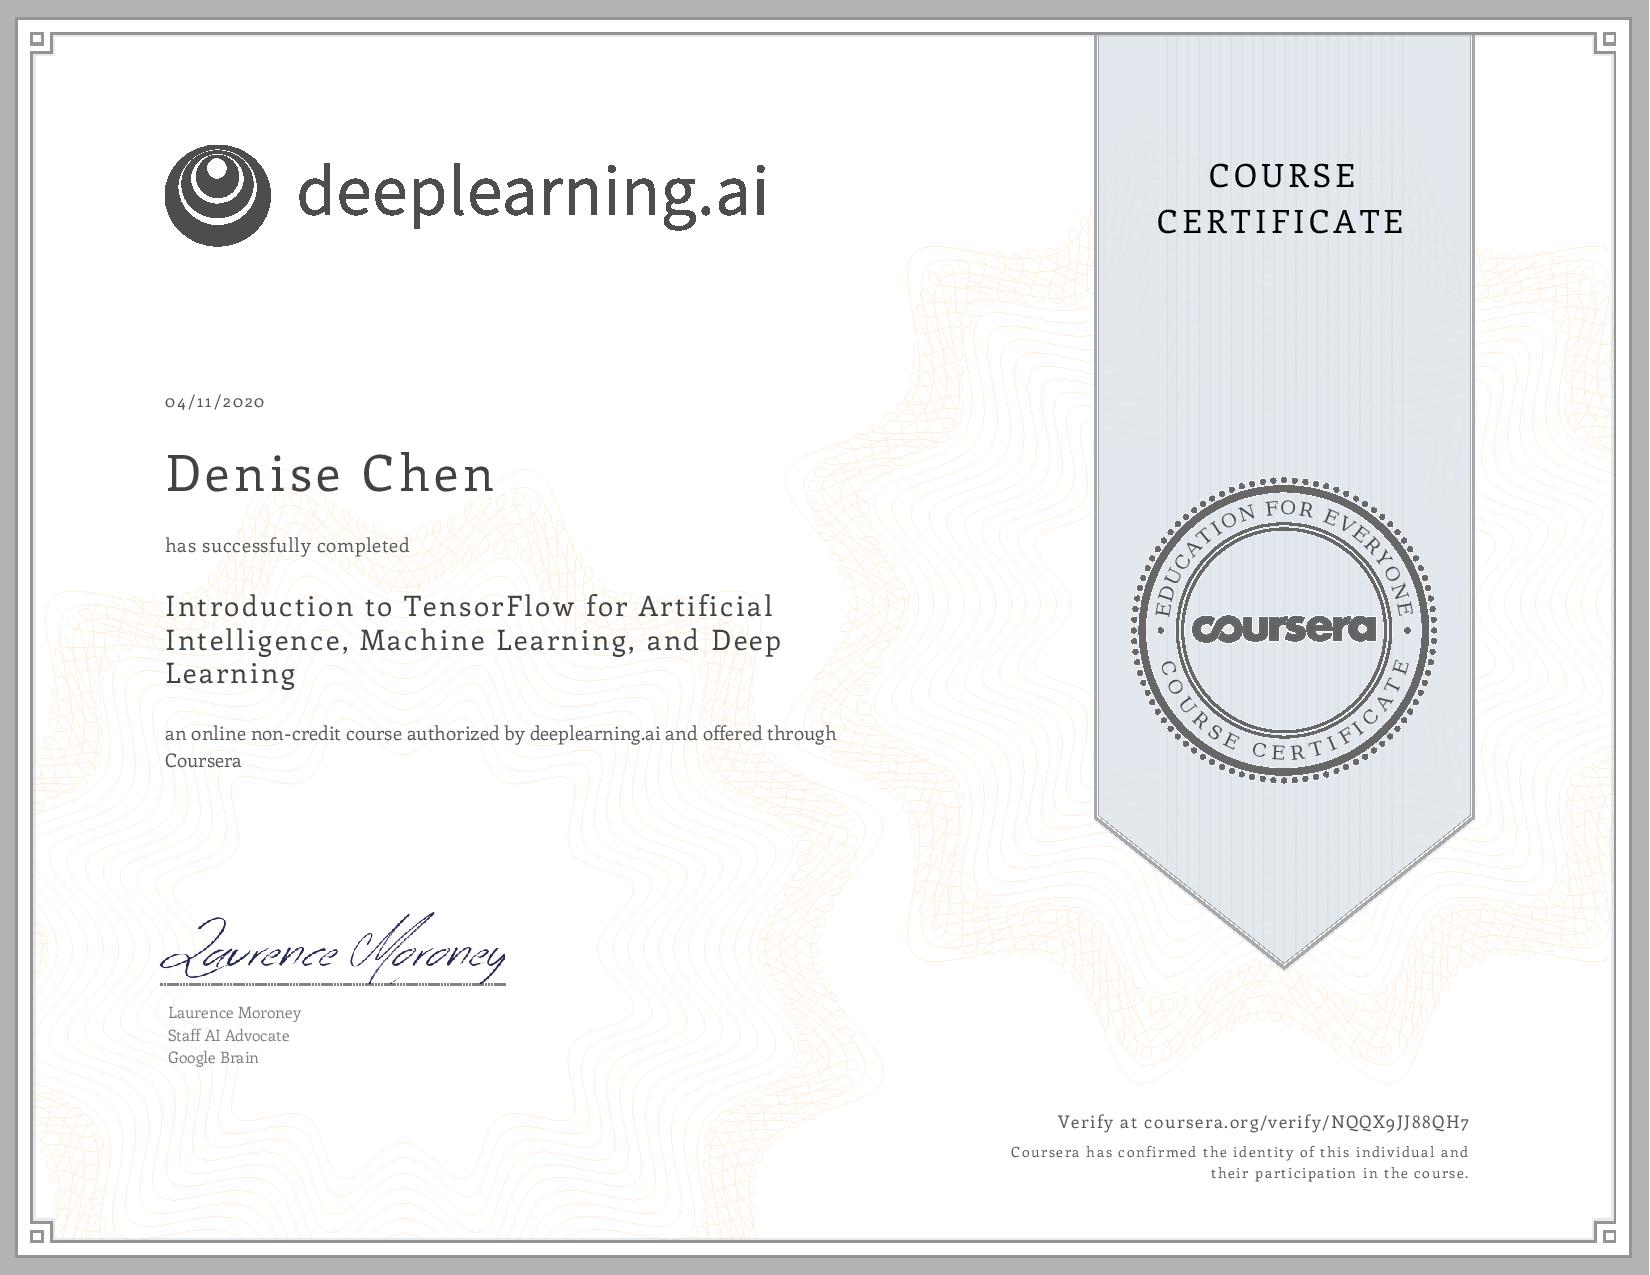 deeplearning.ai
COURSE
CERTIFICATE
04/11/2020
Denise Chen
has successfully completed
Introduction to TensorFlow for Artificial
Intelligence, Machine Learning, and Deep
Learning
an online non-credit course authorized by deeplearning.ai and offered through
Coursera
EDUCATION FOR EVERYONE
coursera
COURSE CERTIFICATE
Laurence Moroney
Laurence Moroney
Staff AI Advocate
Google Brain
Verify at coursera.org/verify/NQQX9JJ88QH7
Coursera has confirmed the identity of this individual and
their participation in the course.